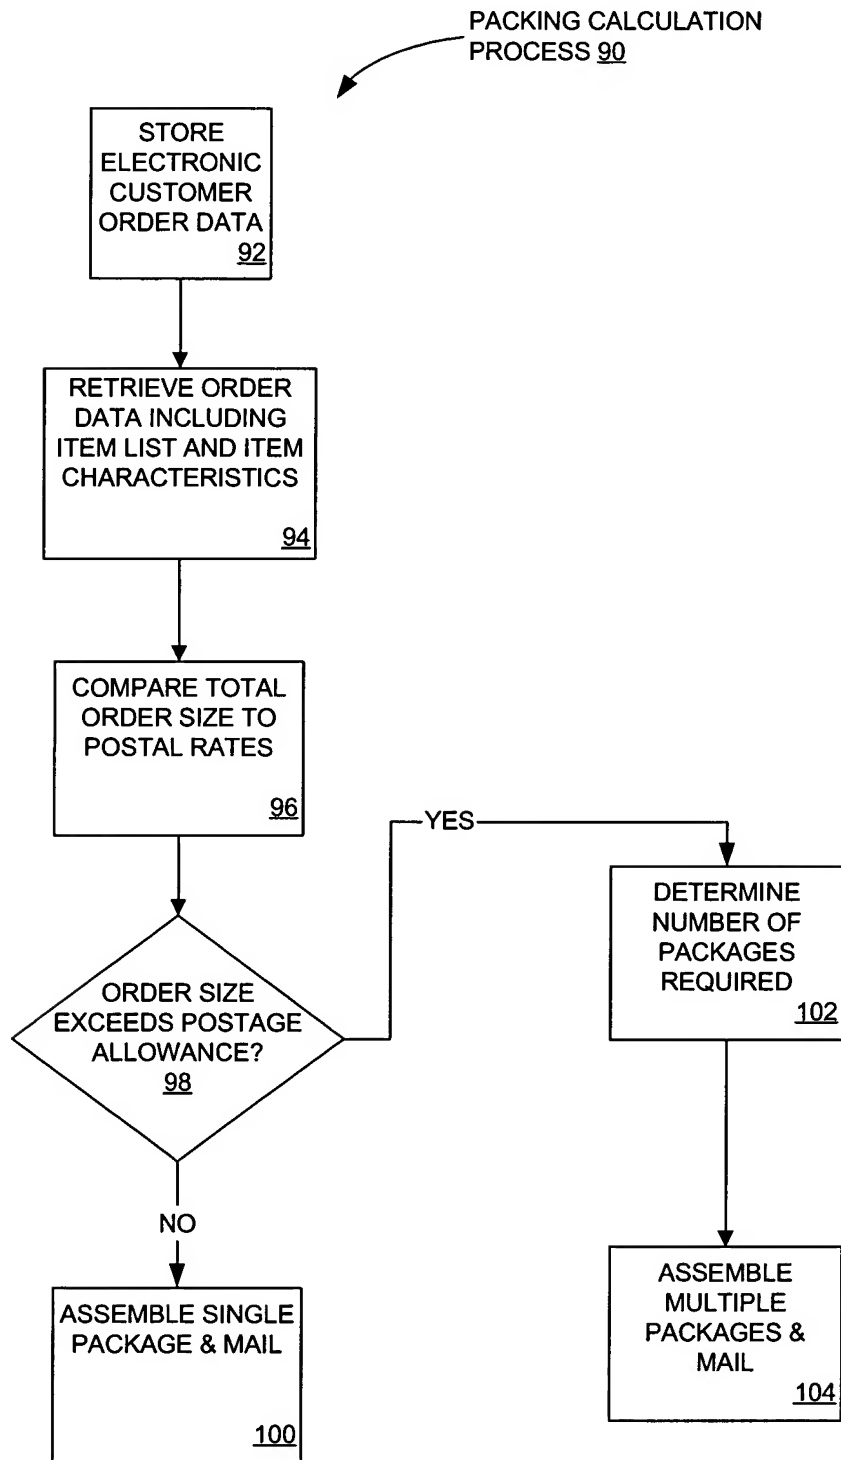 PACKING CALCULATION
PROCESS 90
STORE
ELECTRONIC
CUSTOMER
ORDER DATA
92
RETRIEVE ORDER
DATA INCLUDING
ITEM LIST AND ITEM
CHARACTERISTICS
94
COMPARE TOTAL
ORDER SIZE TO
POSTAL RATES
96
YES
DETERMINE
NUMBER OF
PACKAGES
REQUIRED
102
ORDER SIZE
EXCEEDS POSTAGE
ALLOWANCE?
98
NO
ASSEMBLE SINGLE
PACKAGE & MAIL
100
ASSEMBLE
MULTIPLE
PACKAGES &
MAIL
104